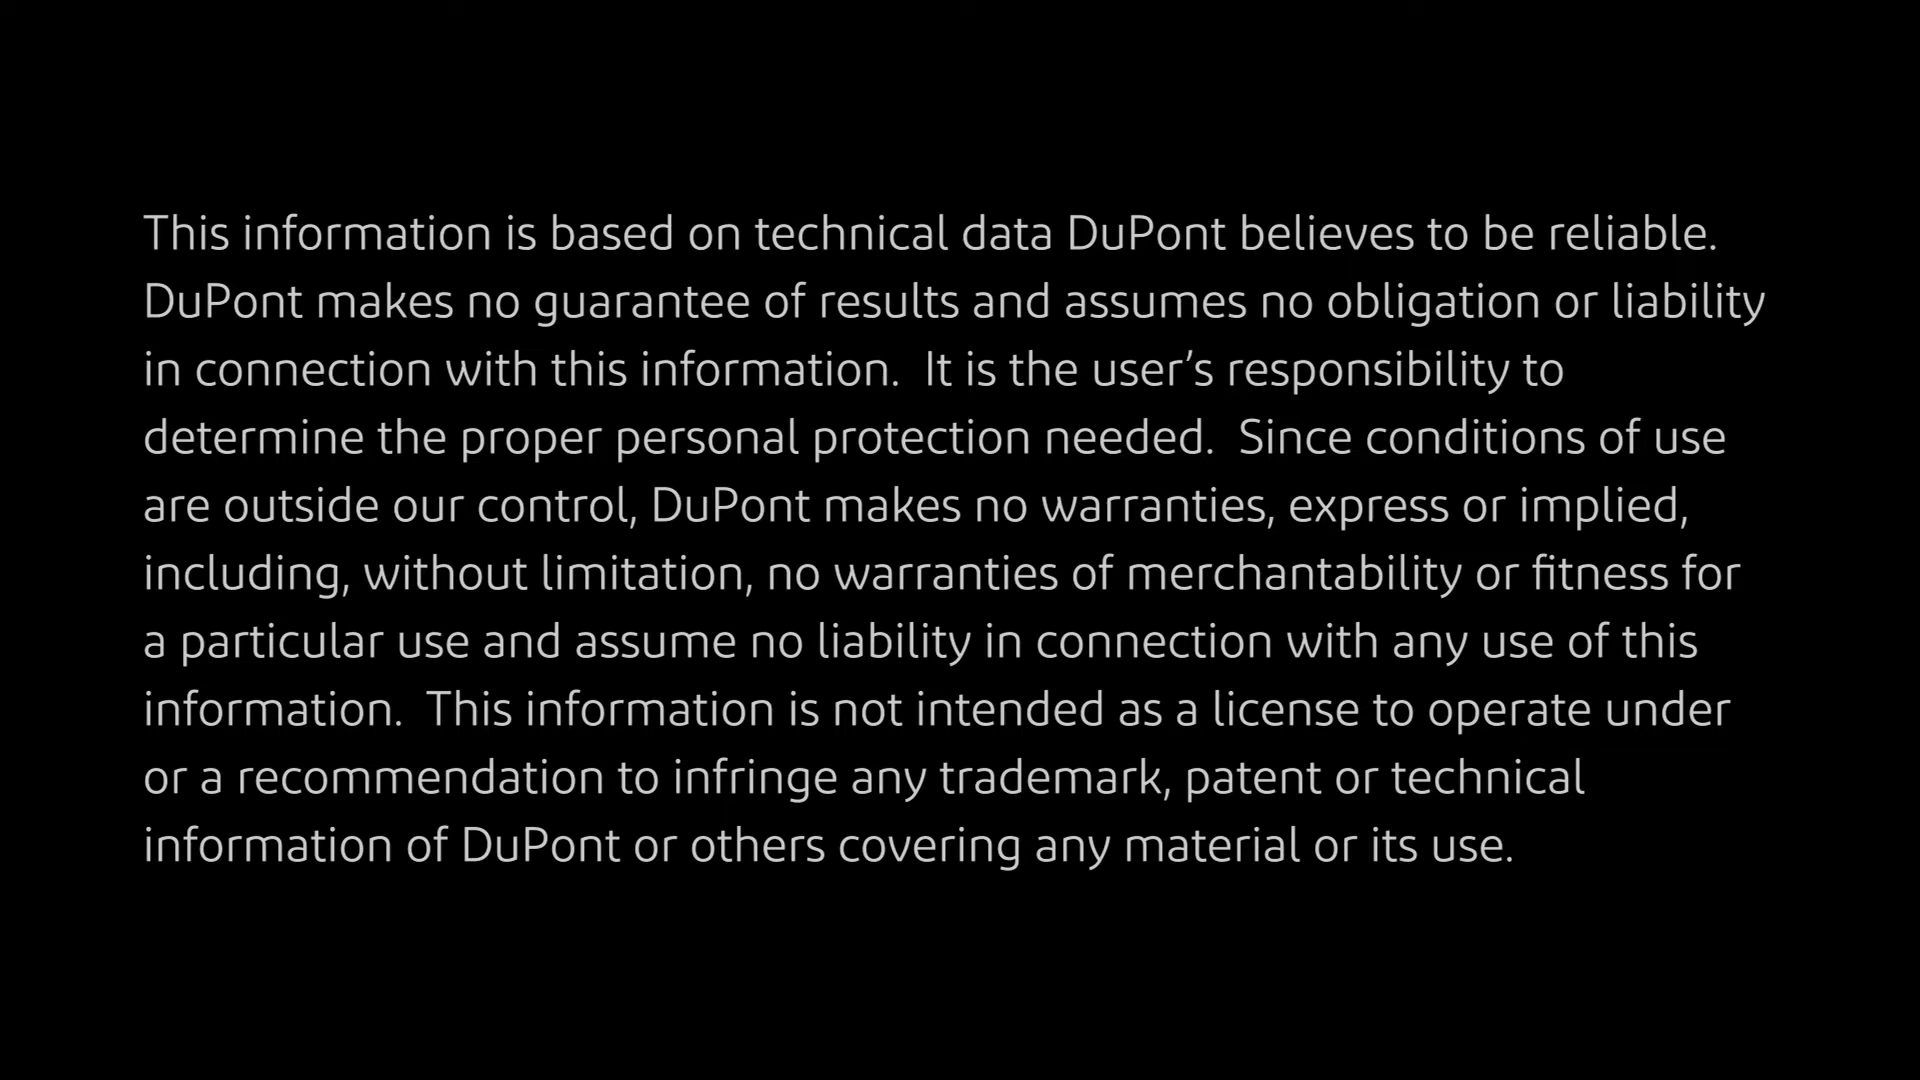 This information is based on technical data DuPont believes to be reliable.
DuPont makes no guarantee of results and assumes no obligation or liability
in connection with this information.  It is the user’s responsibility to
determine the proper personal protection needed.  Since conditions of use
are outside our control, DuPont makes no warranties, express or implied,
including, without limitation, no warranties of merchantability or fitness for
a particular use and assume no liability in connection with any use of this
information.  This information is not intended as a license to operate under
or a recommendation to infringe any trademark, patent or technical
information of DuPont or others covering any material or its use.